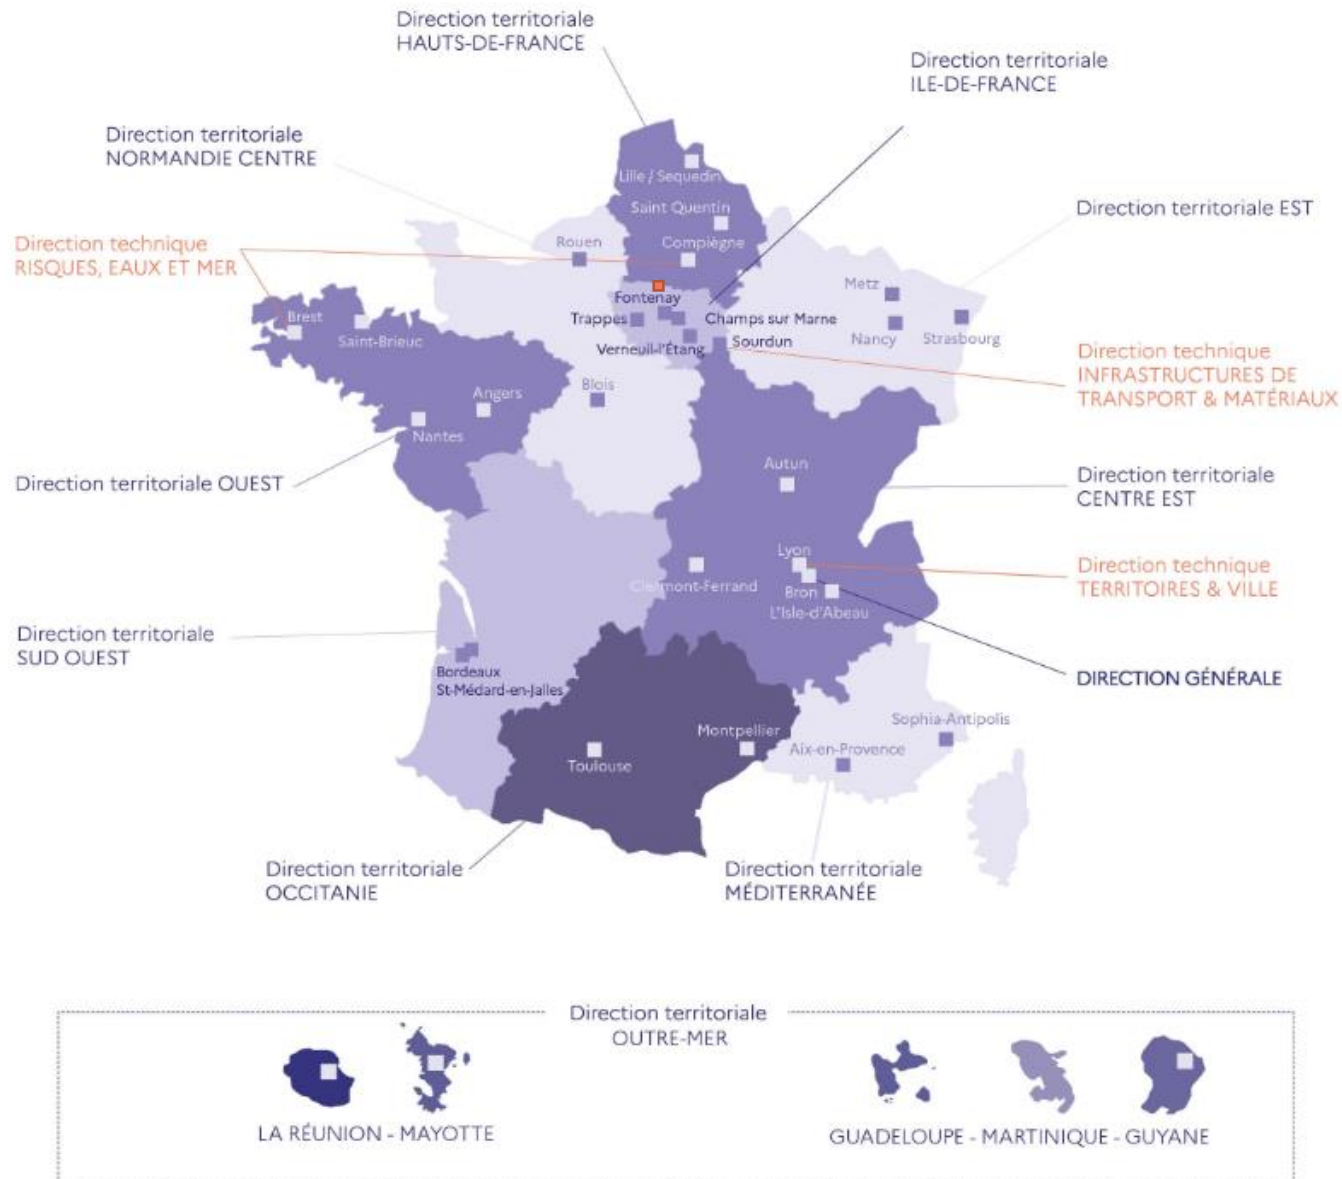 Direction territoriale
HAUTS-DE-FRANCE
Direction territoriale
ILE-DE-FRANCE
Direction territoriale
NORMANDIE CENTRE
Direction territoriale EST
Direction technique
RISQUES, EAUX ET MER
Lille / Sequedin
Saint Quentin
Rouen
Compiègne
Metz
Fontenay
Trappes
Champs sur Marne
Verneuil-l'Étang
Sourdun
Nancy
Strasbourg
Brest
Saint-Brieuc
Direction technique
INFRASTRUCTURES DE
TRANSPORT & MATÉRIAUX
Blois
Angers
Nantes
Direction territoriale OUEST
Autun
Direction territoriale
CENTRE EST
Lyon
Clermont-Ferrand
Bron
L'Isle-d'Abeau
Direction technique
TERRITOIRES & VILLE
Direction territoriale
SUD OUEST
Bordeaux
St-Médard-en-Jalles
DIRECTION GÉNÉRALE
Sophia-Antipolis
Montpellier
Aix-en-Provence
Toulouse
Direction territoriale
OCCITANIE
Direction territoriale
MÉDITERRANÉE
Direction territoriale
OUTRE-MER
LA RÉUNION - MAYOTTE
GUADELOUPE - MARTINIQUE - GUYANE